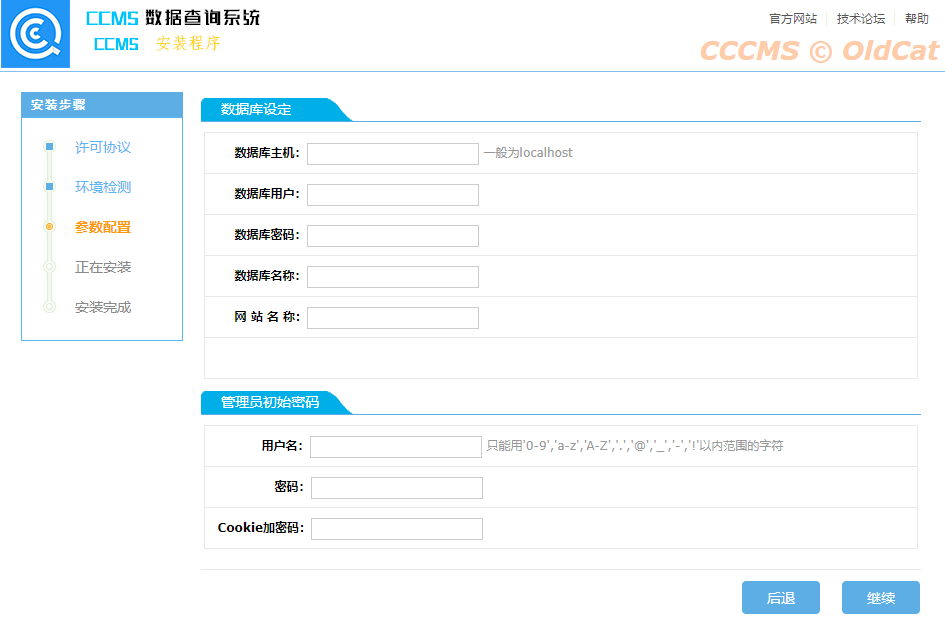 CCMS 数据查询系统
CCMS 安装程序
官方网站 技术论坛 帮助
CCCMS © OldCat
安装步骤
许可协议
环境检测
参数配置
正在安装
安装完成
数据库设定
数据库主机: 一般为localhost
数据库用户:
数据库密码:
数据库名称:
网 站 名 称:
管理员初始密码
用户名: 只能用'0-9','a-z','A-Z','.','@','_','-','!'以内范围的字符
密码:
Cookie加密码:
后退 继续